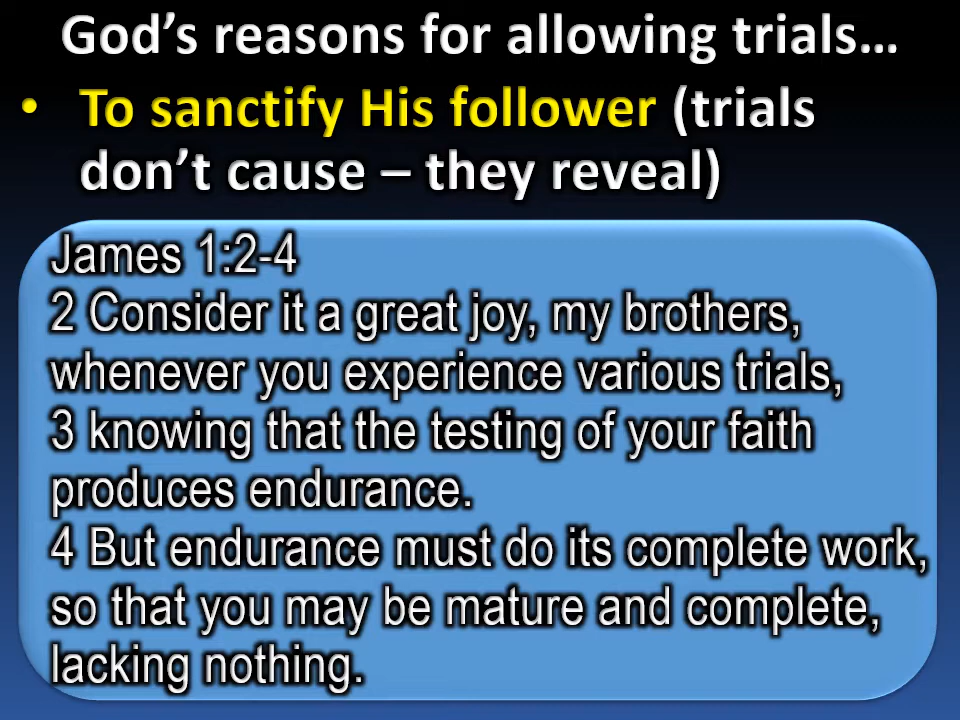 God’s reasons for allowing trials…
• To sanctify His follower (trials
don’t cause – they reveal)
James 1:2-4
2 Consider it a great joy, my brothers,
whenever you experience various trials,
3 knowing that the testing of your faith
produces endurance.
4 But endurance must do its complete work,
so that you may be mature and complete,
lacking nothing.